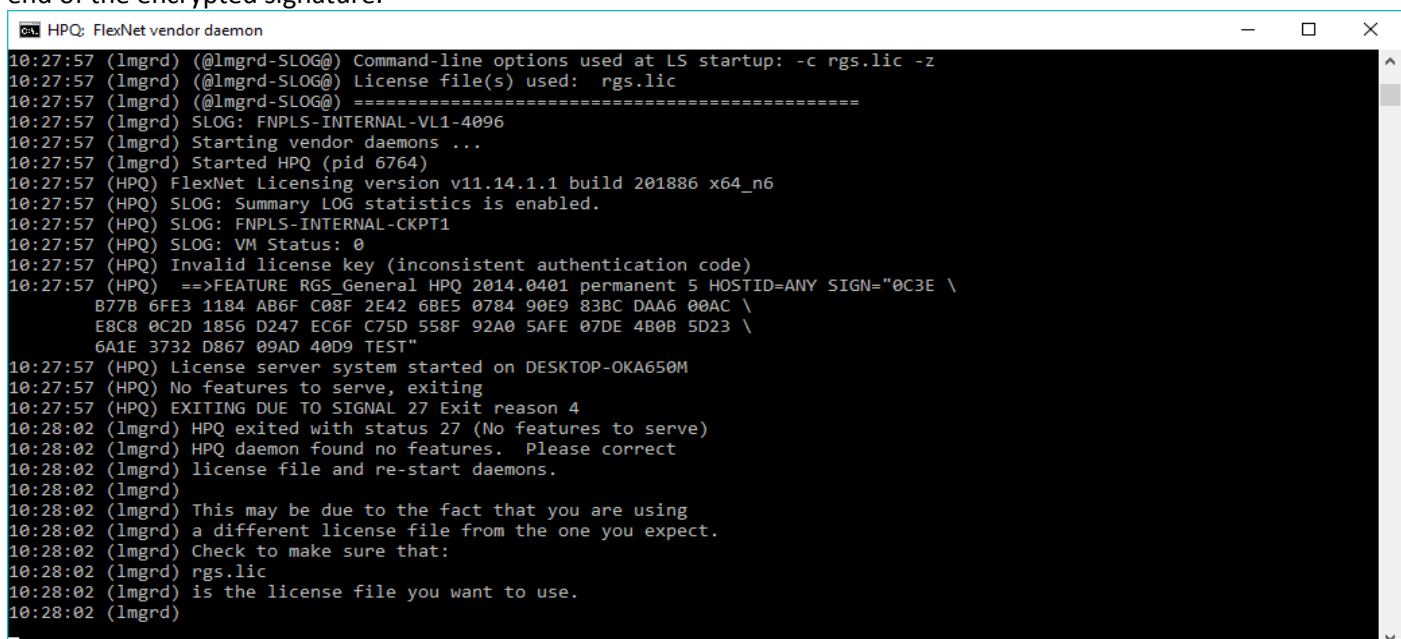 end of the encrypted signature.
HPQ: FlexNet vendor daemon
10:27:57 (lmgrd) (@lmgrd-SLOG@) Command-line options used at LS startup: -c rgs.lic -z
10:27:57 (lmgrd) (@lmgrd-SLOG@) License file(s) used:  rgs.lic
10:27:57 (lmgrd) (@lmgrd-SLOG@) ===============================================
10:27:57 (lmgrd) SLOG: FNPLS-INTERNAL-VL1-4096
10:27:57 (lmgrd) Starting vendor daemons ...
10:27:57 (lmgrd) Started HPQ (pid 6764)
10:27:57 (HPQ) FlexNet Licensing version v11.14.1.1 build 201886 x64_n6
10:27:57 (HPQ) SLOG: Summary LOG statistics is enabled.
10:27:57 (HPQ) SLOG: FNPLS-INTERNAL-CKPT1
10:27:57 (HPQ) SLOG: VM Status: 0
10:27:57 (HPQ) Invalid license key (inconsistent authentication code)
10:27:57 (HPQ)  ==>FEATURE RGS_General HPQ 2014.0401 permanent 5 HOSTID=ANY SIGN="0C3E \
B77B 6FE3 1184 AB6F C08F 2E42 6BE5 0784 90E9 83BC DAA6 00AC \
E8C8 0C2D 1856 D247 EC6F C75D 558F 92A0 5AFE 07DE 4B0B 5D23 \
6A1E 3732 D867 09AD 40D9 TEST"
10:27:57 (HPQ) License server system started on DESKTOP-OKA650M
10:27:57 (HPQ) No features to serve, exiting
10:27:57 (HPQ) EXITING DUE TO SIGNAL 27 Exit reason 4
10:28:02 (lmgrd) HPQ exited with status 27 (No features to serve)
10:28:02 (lmgrd) HPQ daemon found no features.  Please correct
10:28:02 (lmgrd) license file and re-start daemons.
10:28:02 (lmgrd)
10:28:02 (lmgrd) This may be due to the fact that you are using
10:28:02 (lmgrd) a different license file from the one you expect.
10:28:02 (lmgrd) Check to make sure that:
10:28:02 (lmgrd) rgs.lic
10:28:02 (lmgrd) is the license file you want to use.
10:28:02 (lmgrd)